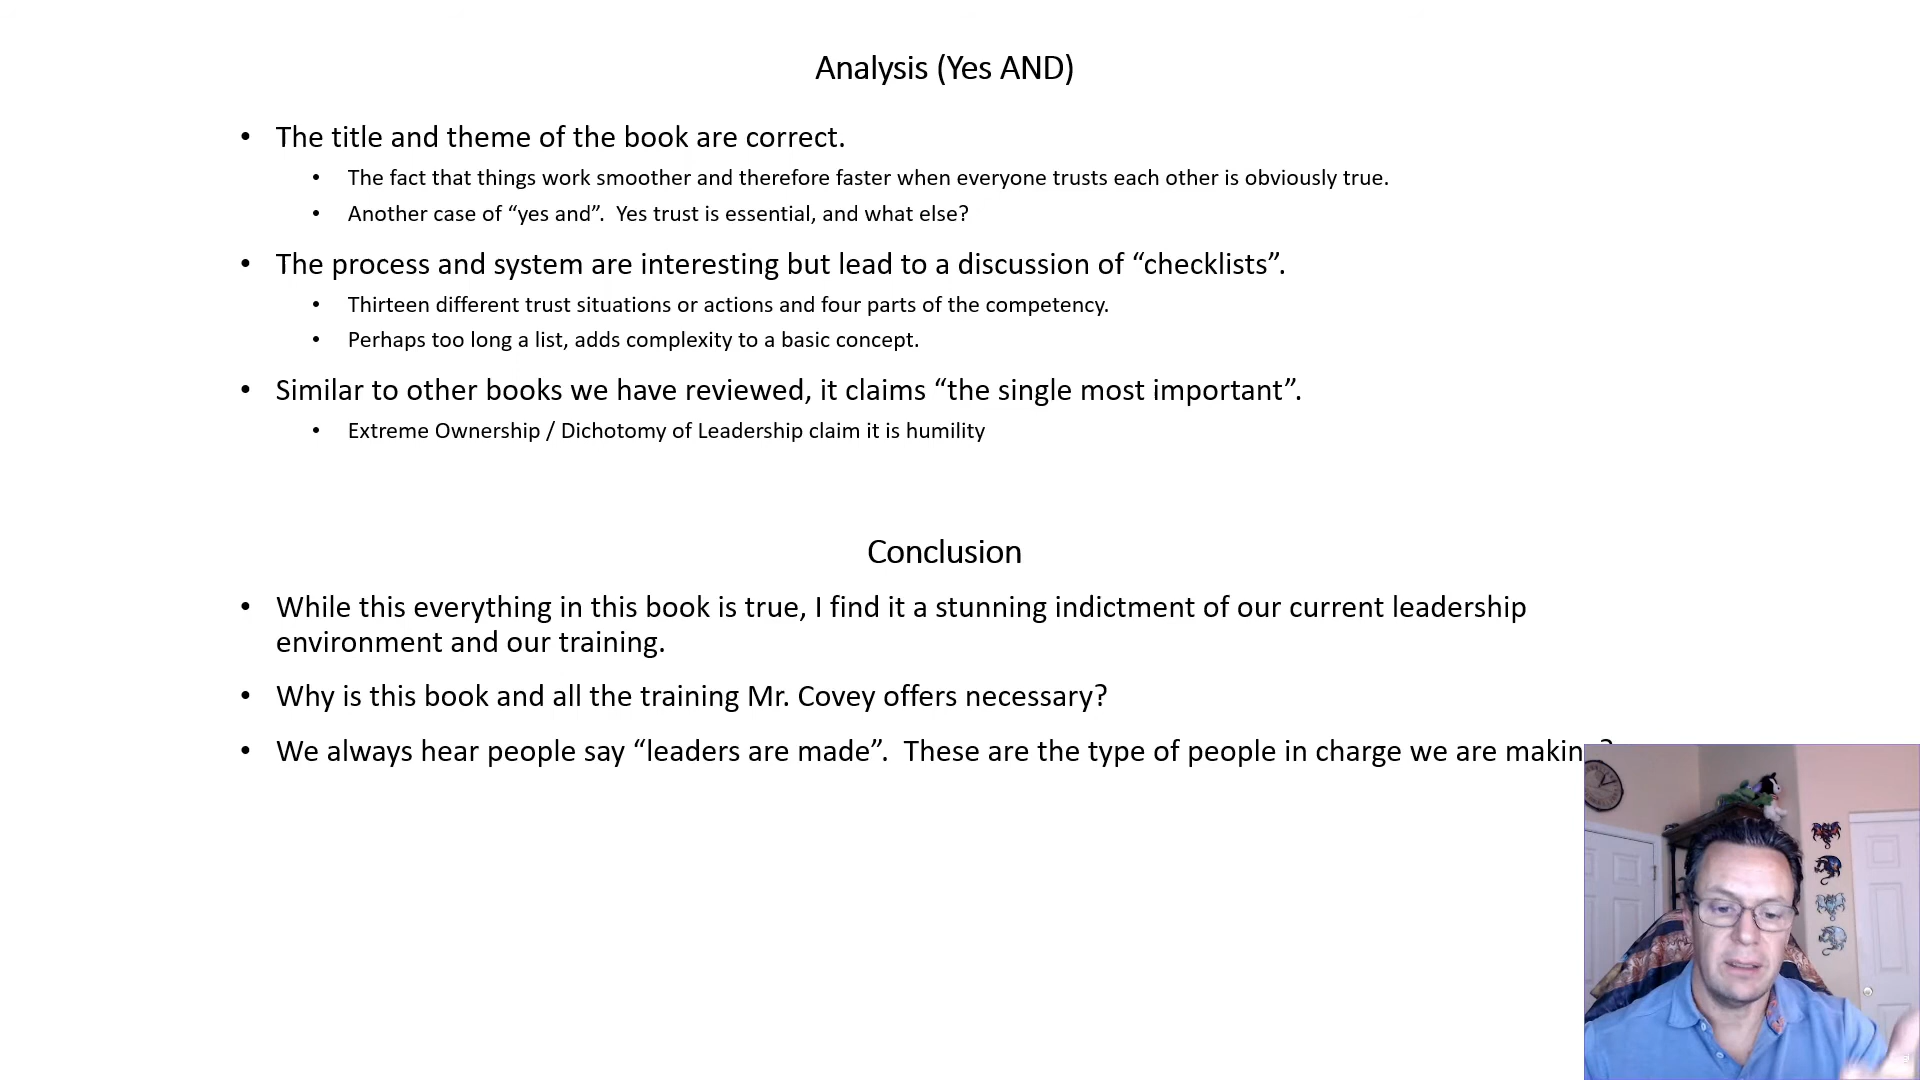 Analysis (Yes AND)
• The title and theme of the book are correct.
• The fact that things work smoother and therefore faster when everyone trusts each other is obviously true.
• Another case of “yes and”.  Yes trust is essential, and what else?
• The process and system are interesting but lead to a discussion of “checklists”.
• Thirteen different trust situations or actions and four parts of the competency.
• Perhaps too long a list, adds complexity to a basic concept.
• Similar to other books we have reviewed, it claims “the single most important”.
• Extreme Ownership / Dichotomy of Leadership claim it is humility
Conclusion
• While this everything in this book is true, I find it a stunning indictment of our current leadership
environment and our training.
• Why is this book and all the training Mr. Covey offers necessary?
• We always hear people say “leaders are made”.  These are the type of people in charge we are